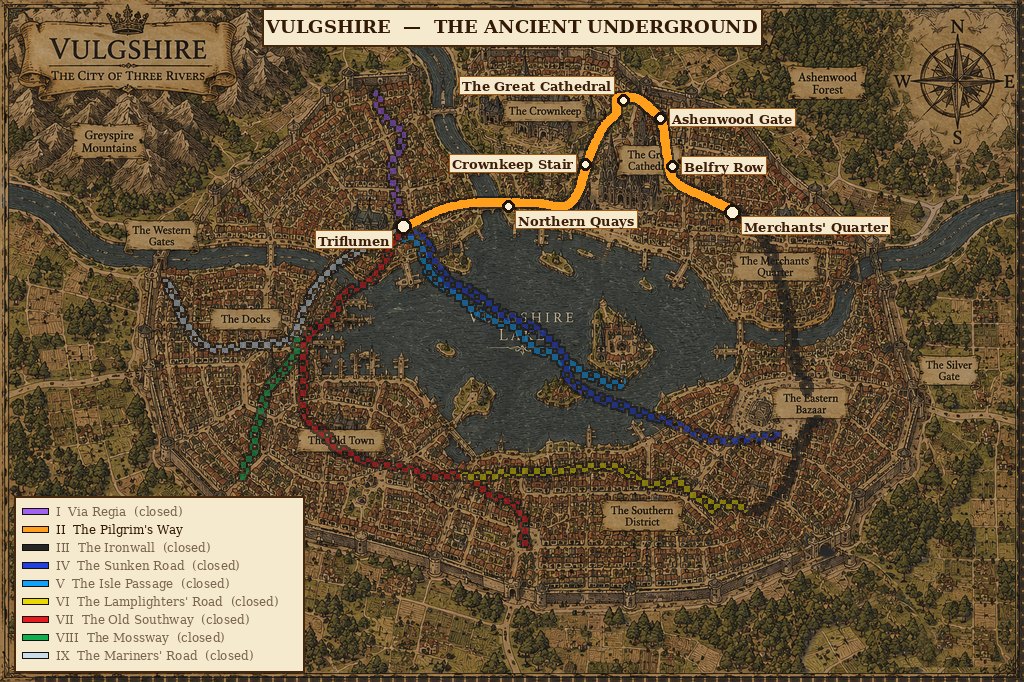 VULGSHIRE — THE ANCIENT UNDERGROUND
VULGSHIRE
THE CITY OF THREE RIVERS
N
W
E
S
Ashenwood
Forest
Greyspire
Mountains
The Great Cathedral
The Crownkeep
Ashenwood Gate
Crownkeep Stair
Belfry Row
Northern Quays
Merchants' Quarter
Triflumen
The Western
Gates
The Merchants'
Quarter
The Docks
VULGSHIRE
LAKE
The Silver
Gate
The Eastern
Bazaar
The Old Town
The Southern
District
I Via Regia (closed)
II The Pilgrim's Way
III The Ironwall (closed)
IV The Sunken Road (closed)
V The Isle Passage (closed)
VI The Lamplighters' Road (closed)
VII The Old Southway (closed)
VIII The Mossway (closed)
IX The Mariners' Road (closed)